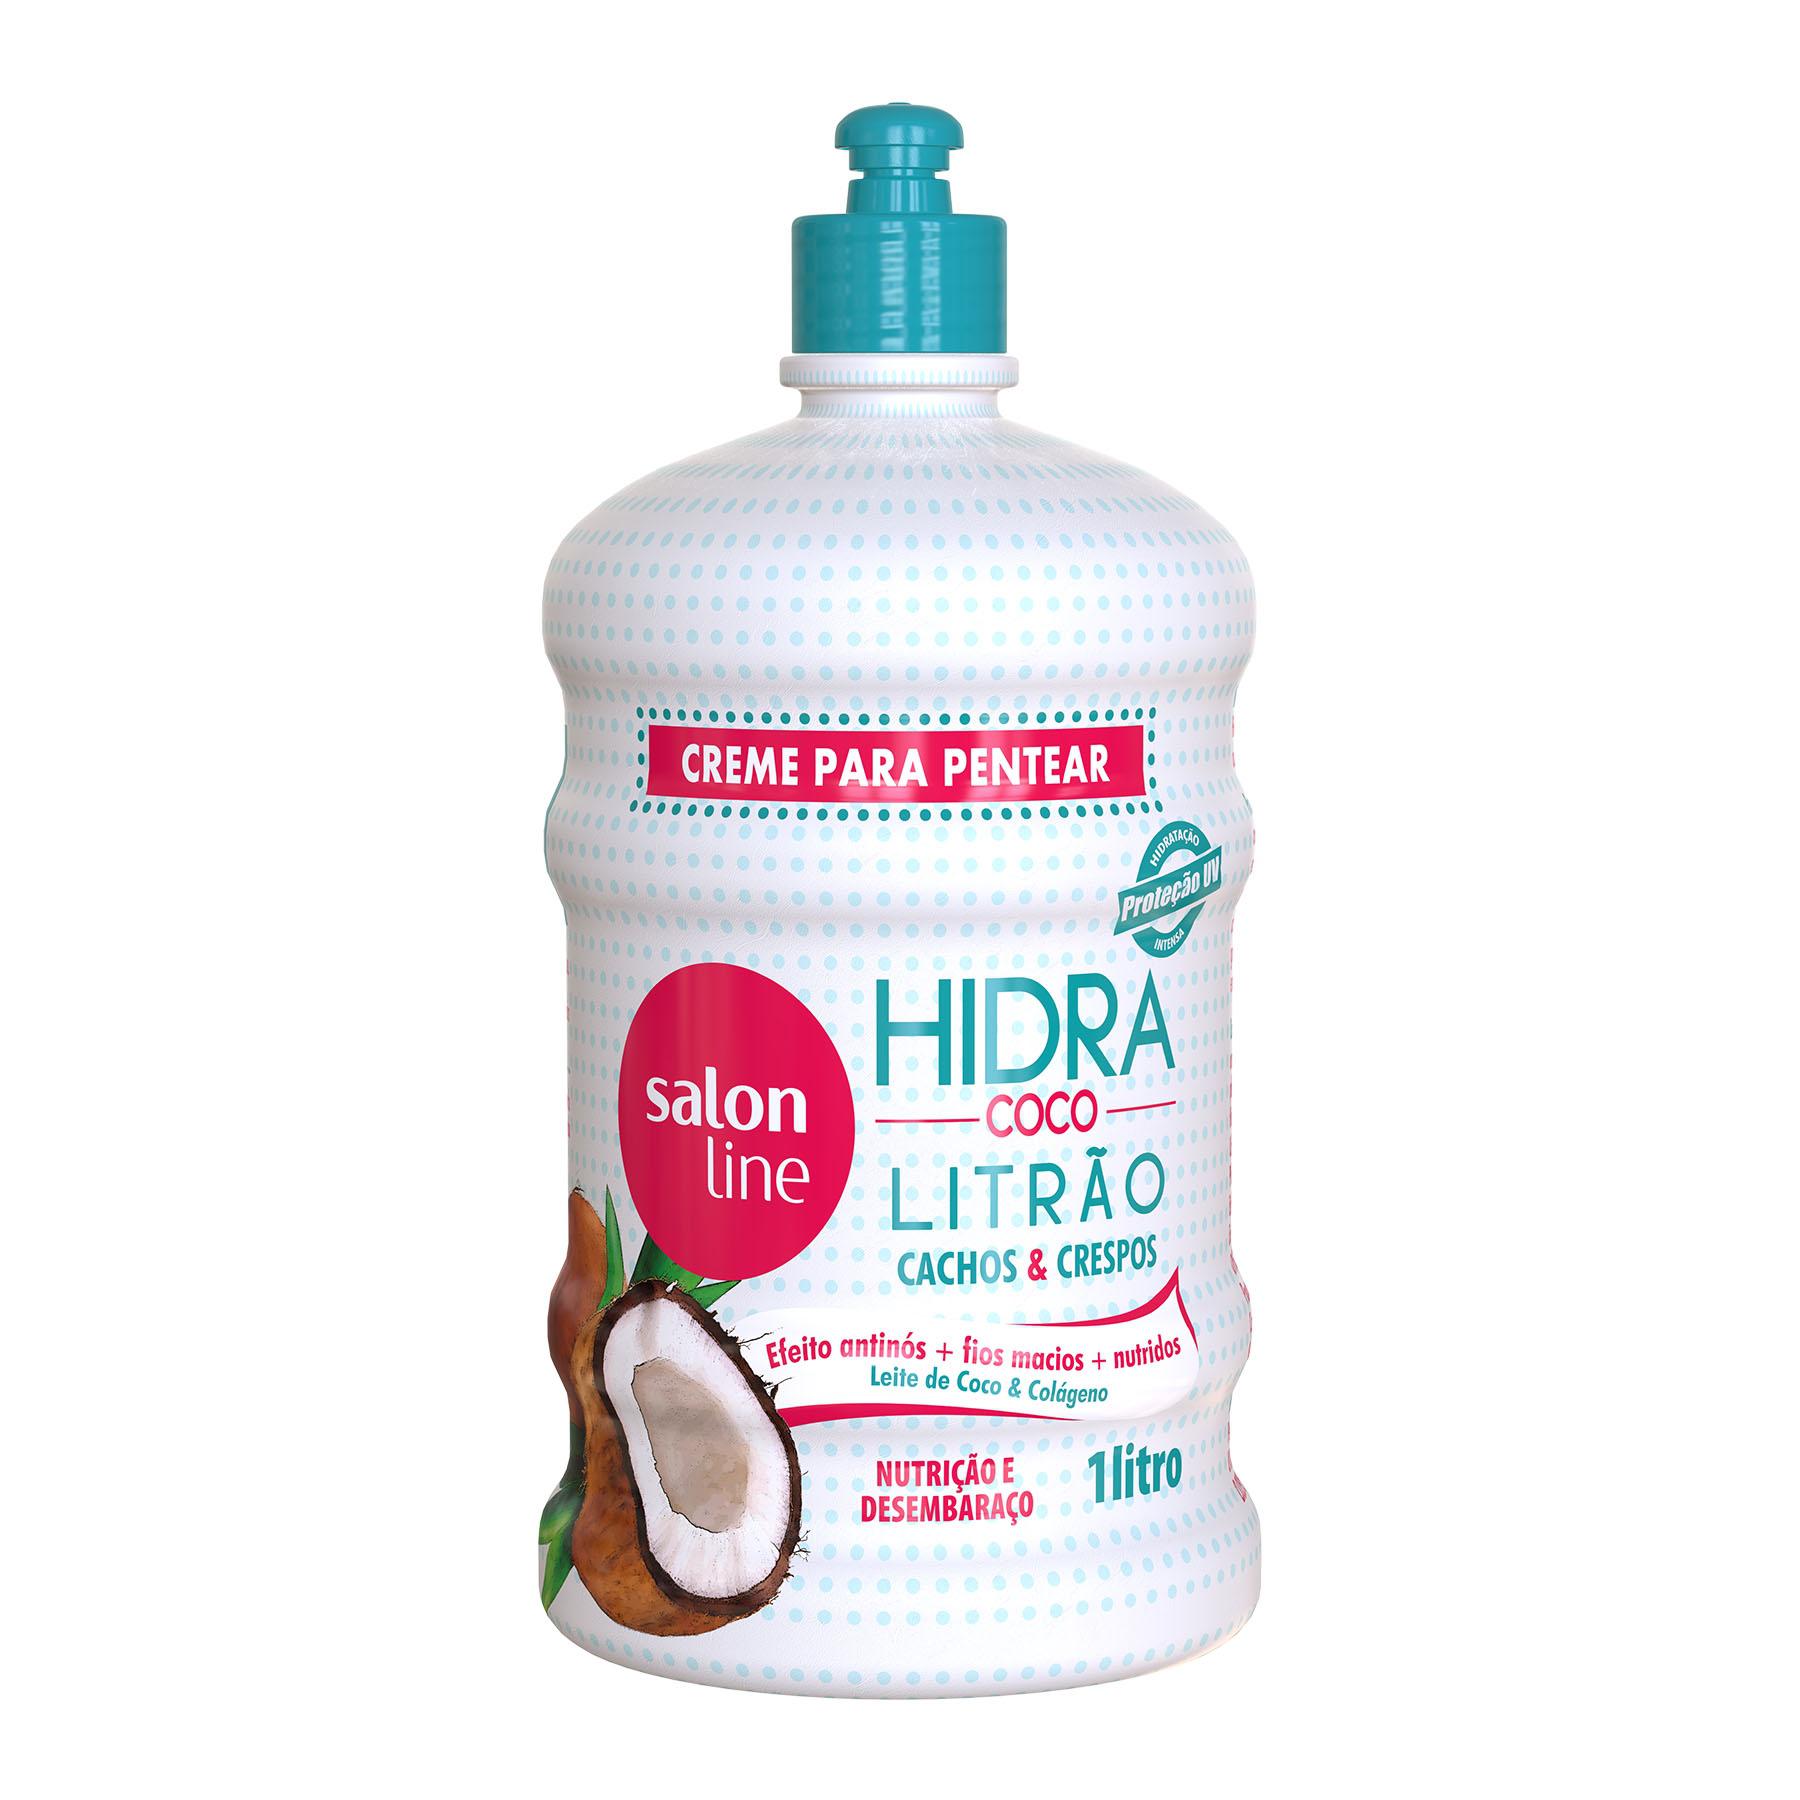 CREME PARA PENTEAR
HIDRATAÇÃO
Proteção UV
INTENSA
salon
line
HIDRA
COCO
LITRÃO
CACHOS & CRESPOS
Efeito antinós + fios macios + nutridos
Leite de Coco & Colágeno
NUTRIÇÃO E
DESEMBARAÇO
1litro